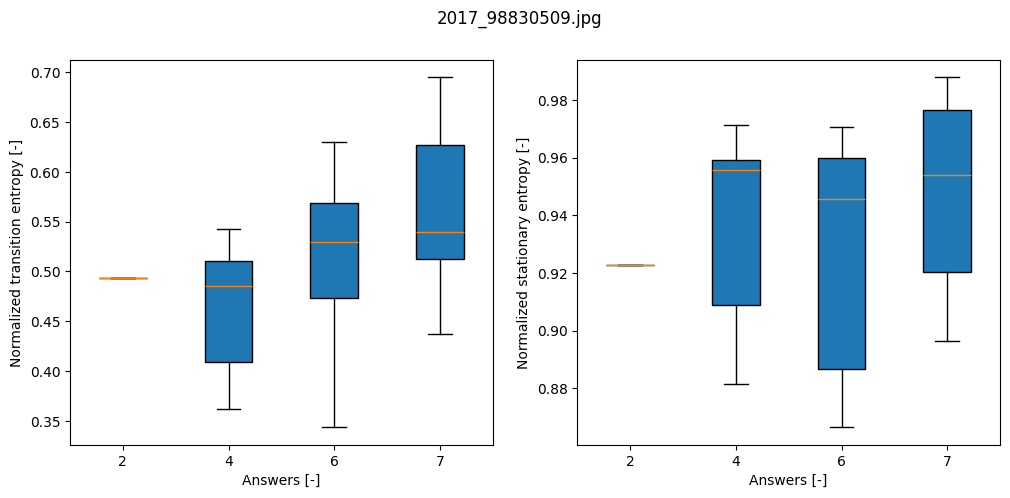 2017_98830509.jpg
Normalized transition entropy [-]
0.70
0.65
0.60
0.55
0.50
0.45
0.40
0.35
2 4 6 7
Answers [-]
Normalized stationary entropy [-]
0.98
0.96
0.94
0.92
0.90
0.88
2 4 6 7
Answers [-]